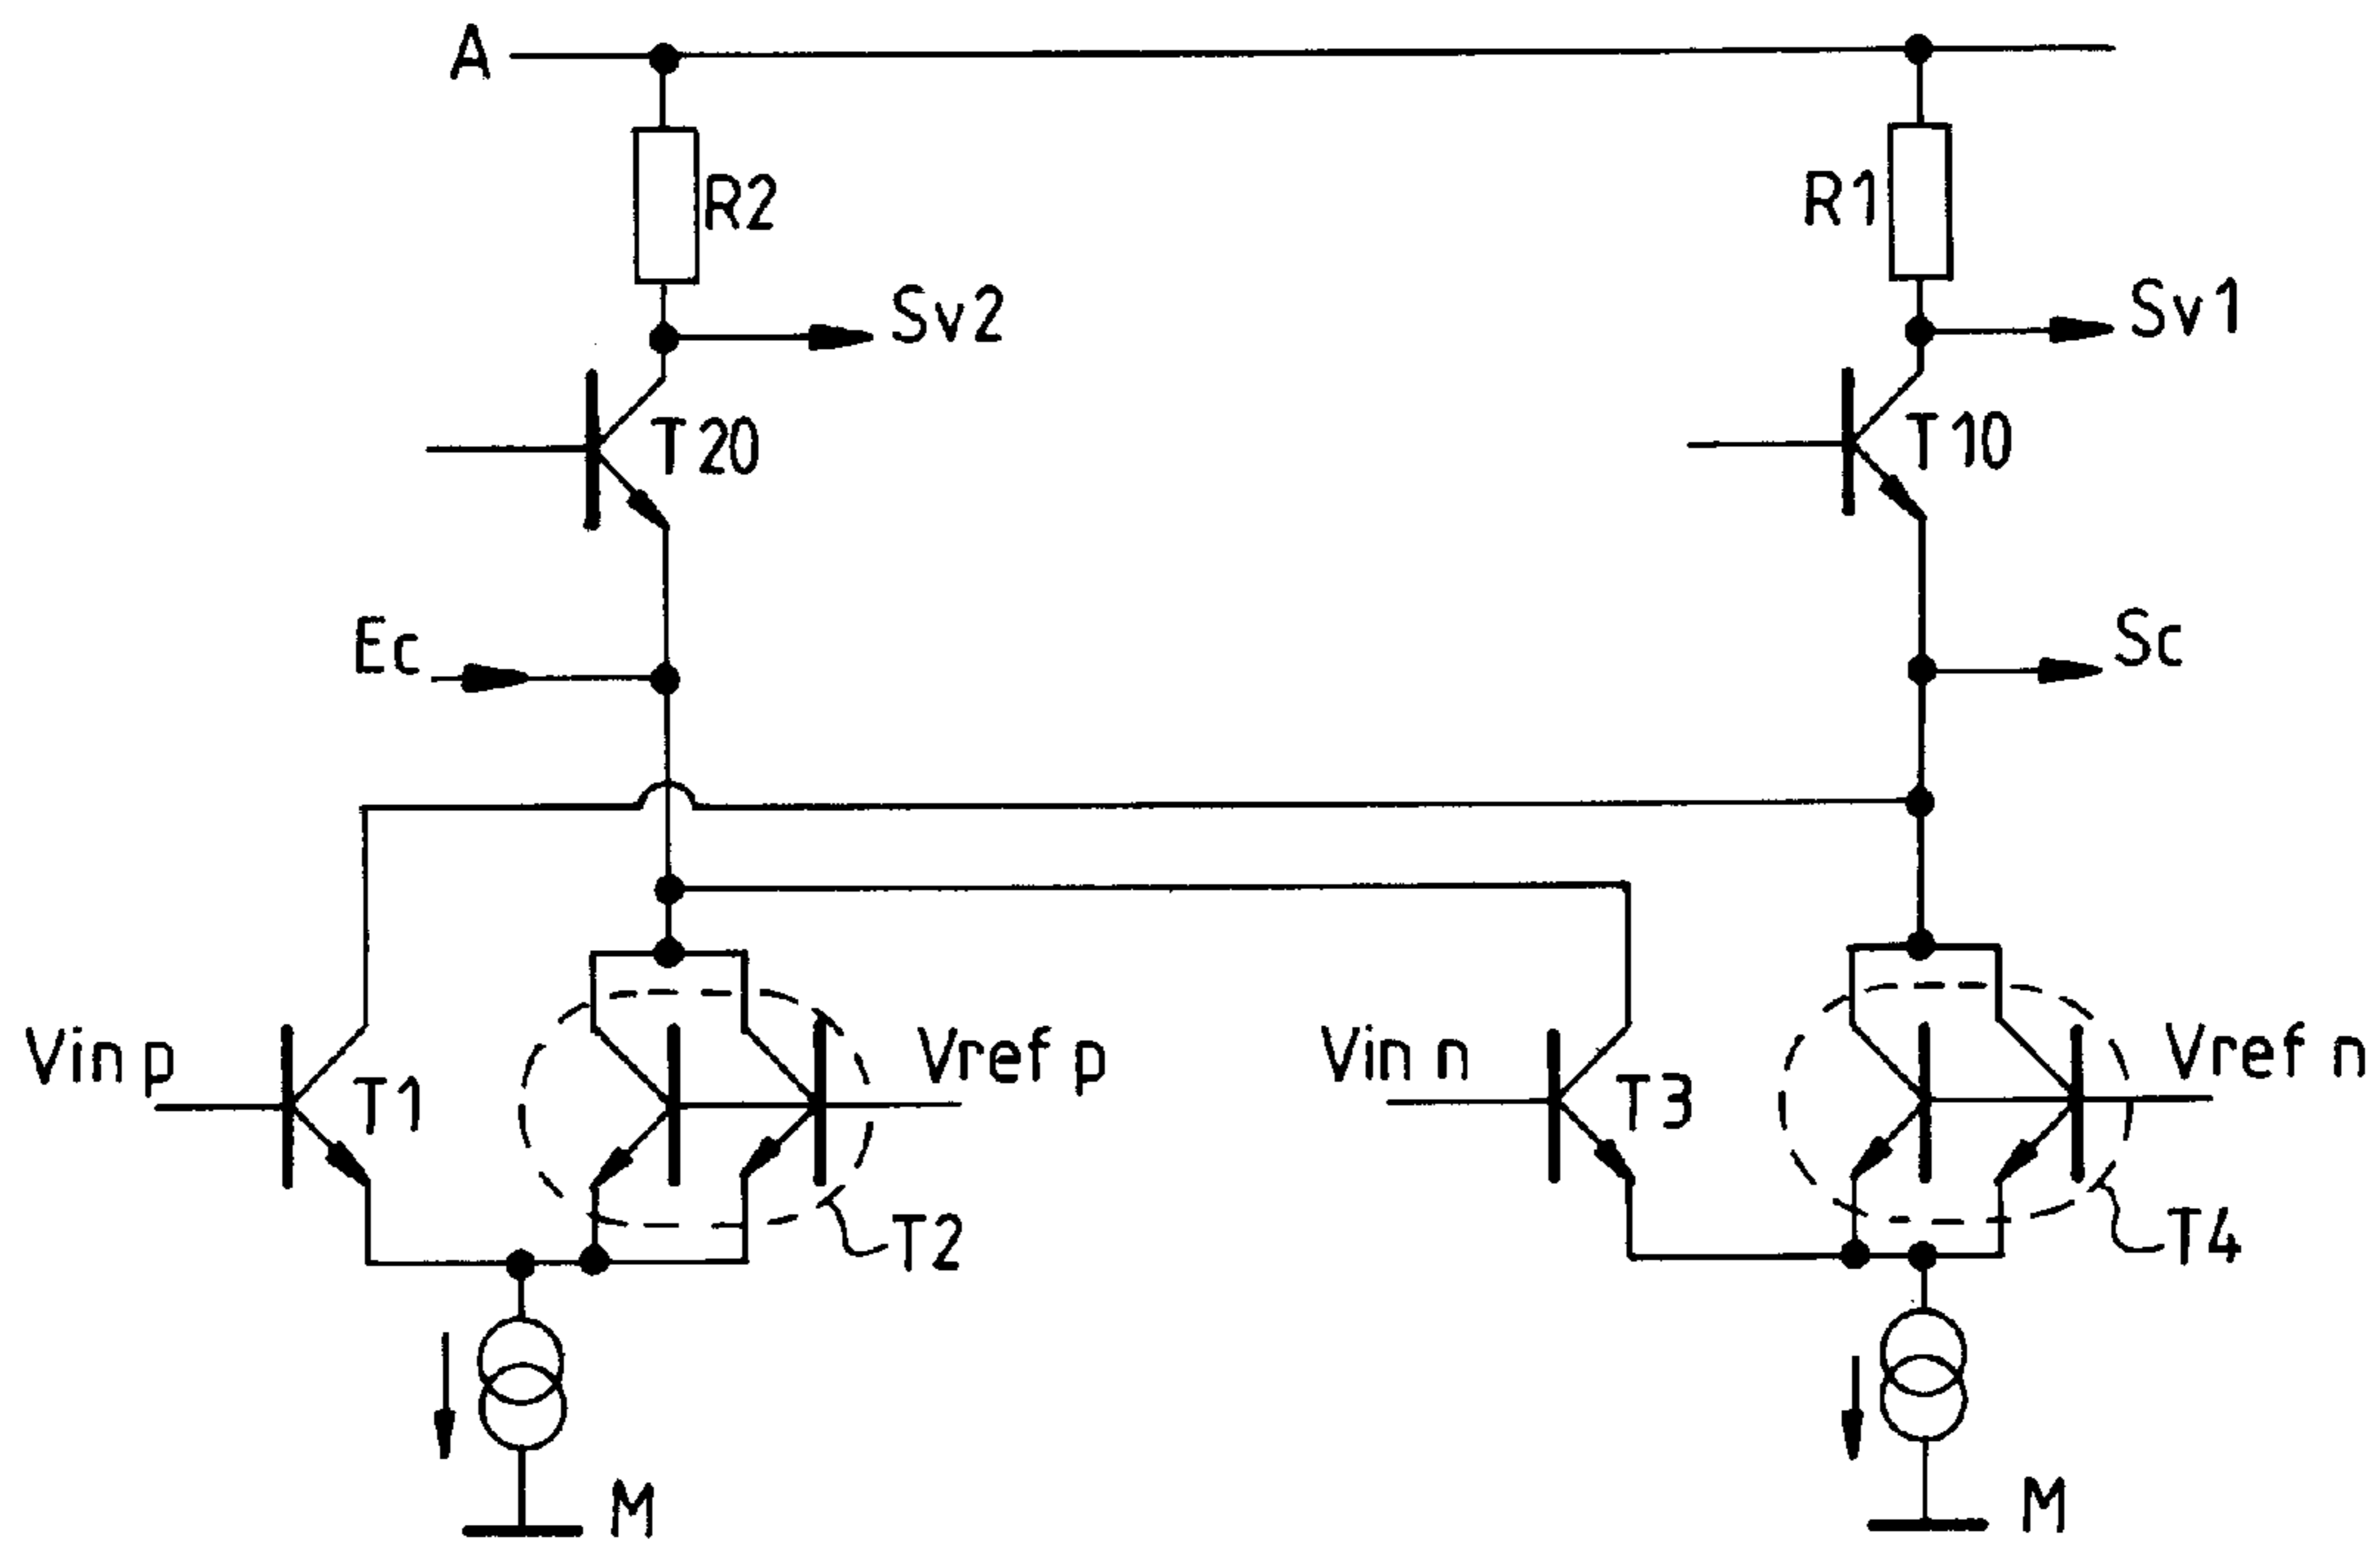 A
R2
R1
Sv2
Sv1
T20
T10
Ec
Sc
Vin p
T1
Vref p
Vin n
T3
Vref n
T2
T4
M
M